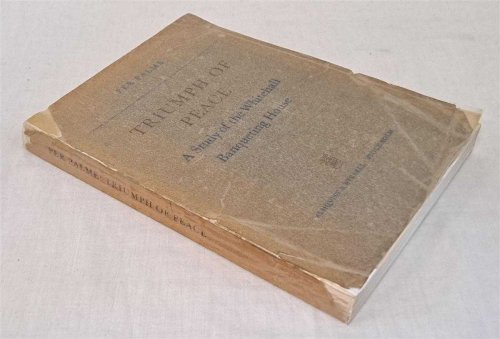 PER PALME
TRIUMPH OF
PEACE
A Study of the Whitehall
Banqueting House
PER PALME: TRIUMPH OF PEACE